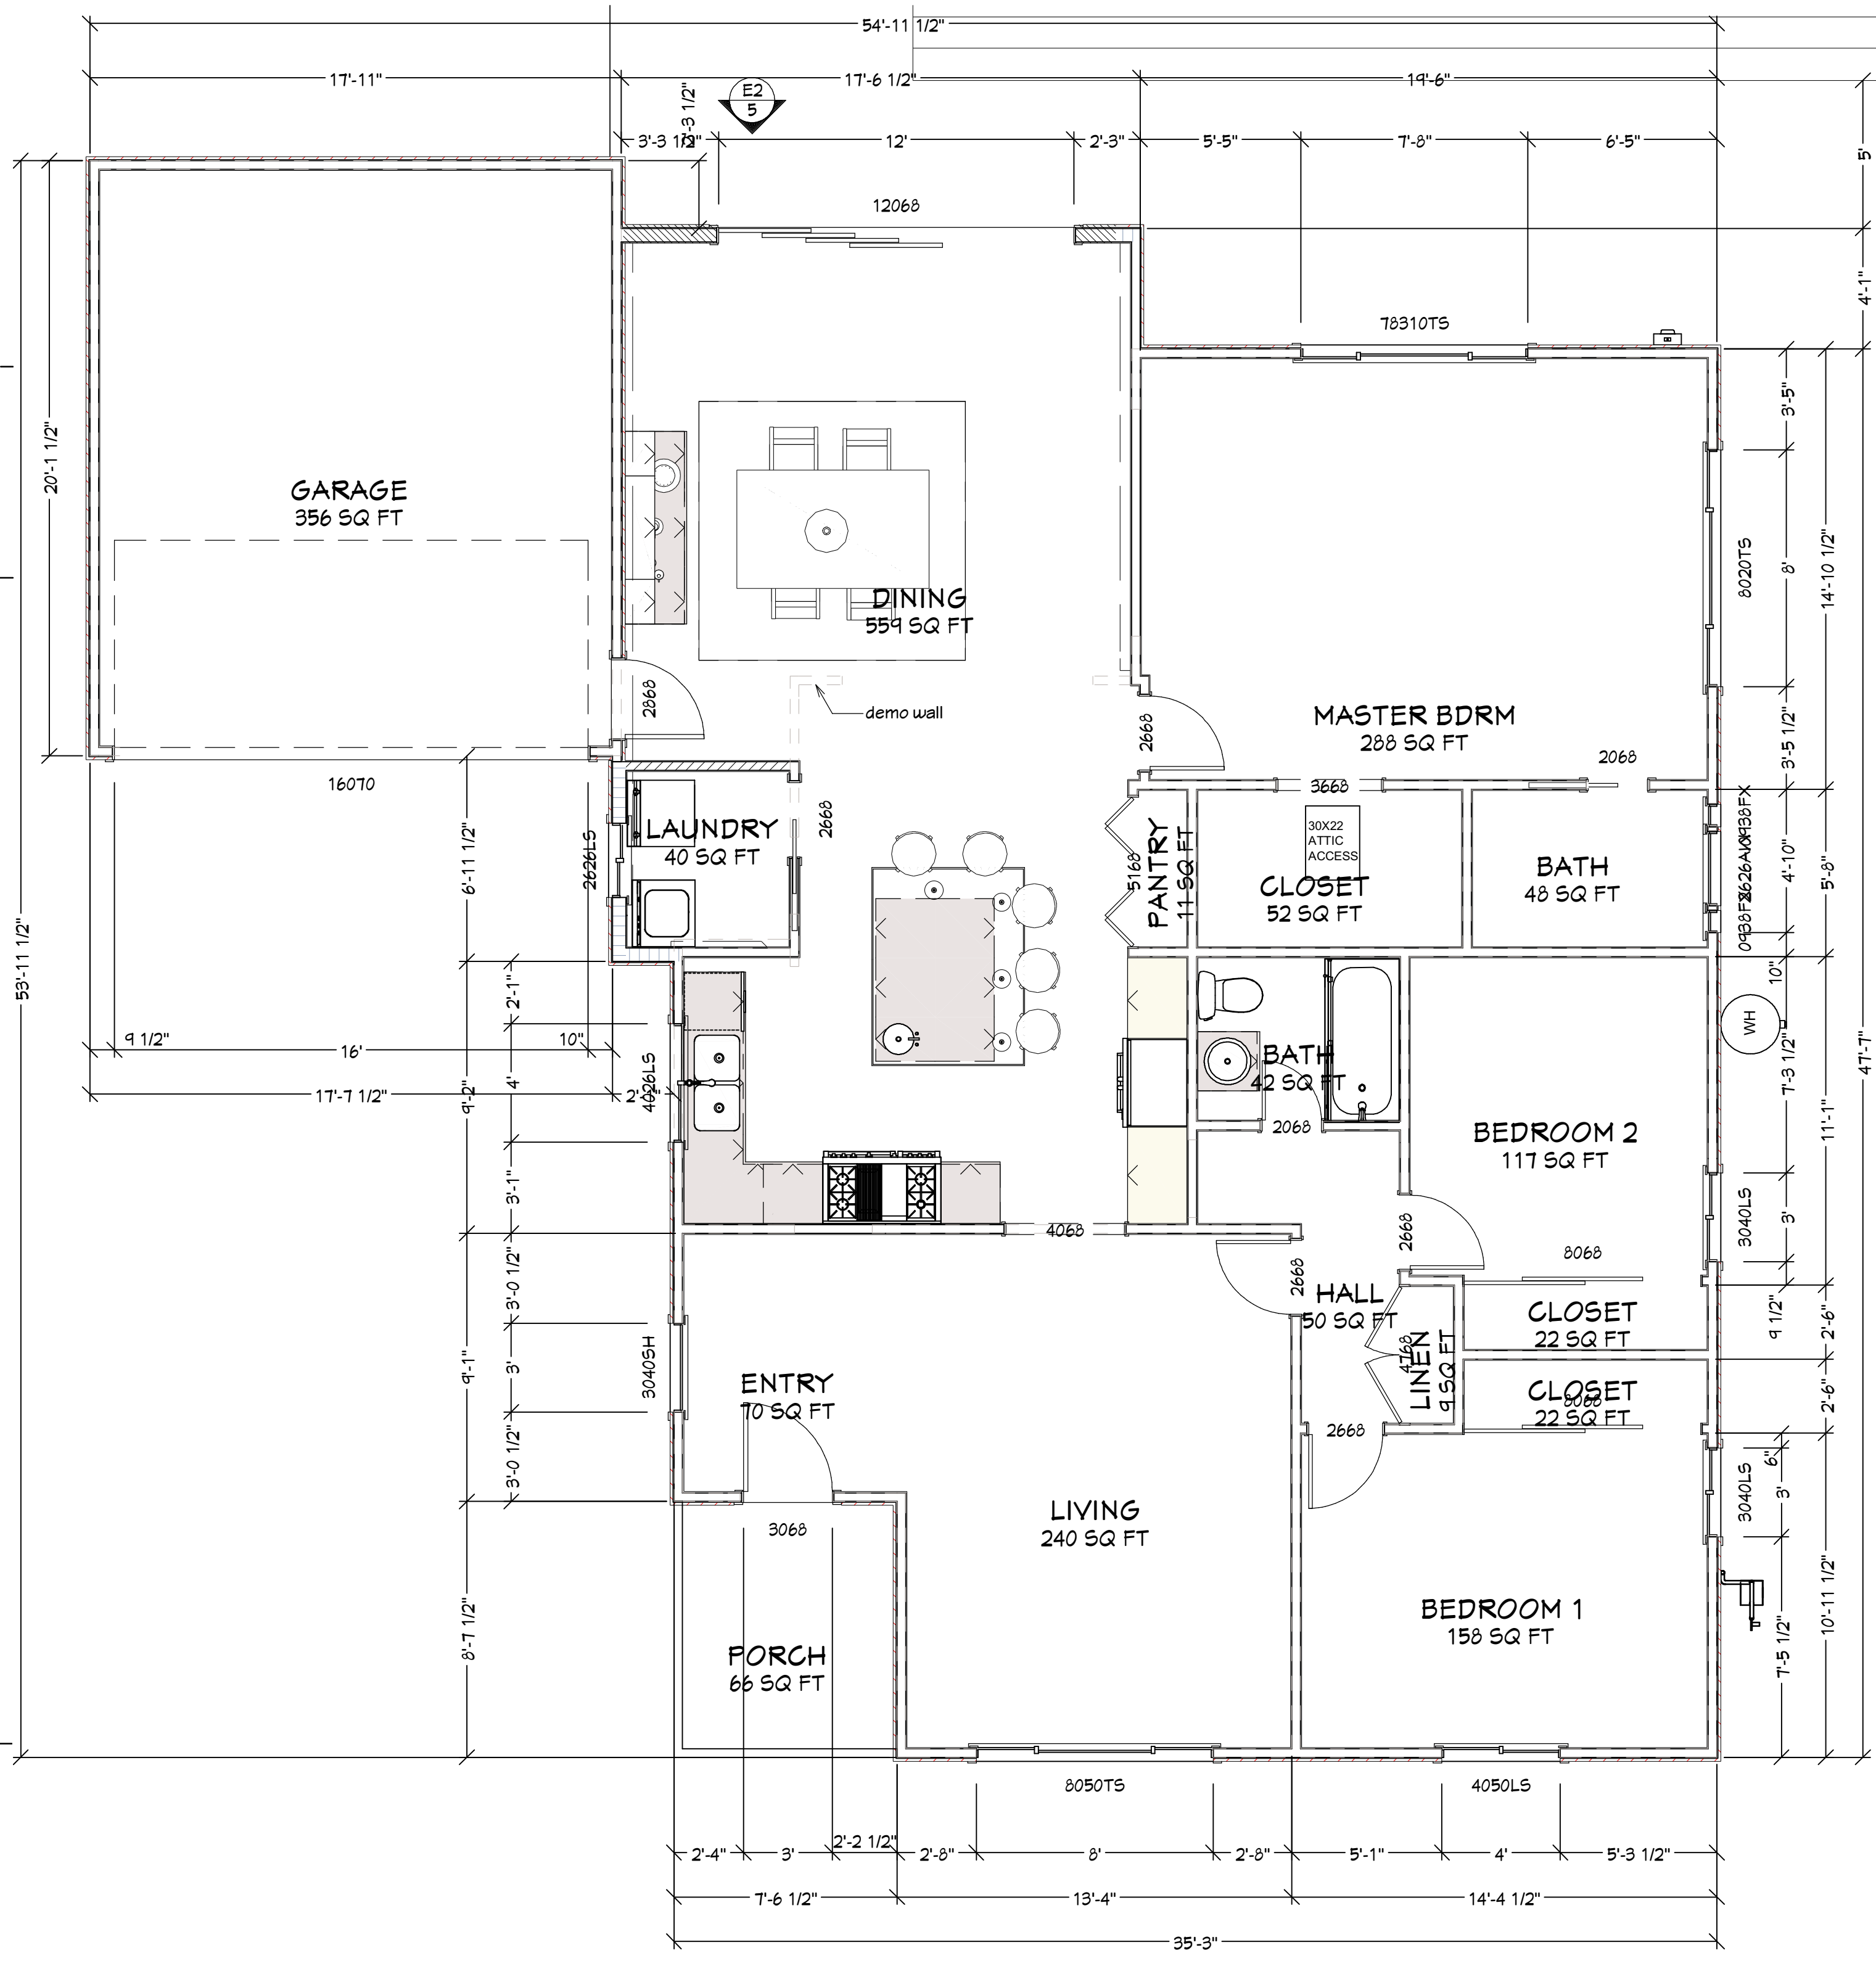 54'-11 1/2"
17'-11"
17'-6 1/2"
19'-6"
E2
5
3'-3 1/2"
12'
2'-3"
5'-5"
7'-8"
6'-5"
5'
4'-1"
12068
78310TS
20'-1 1/2"
53'-11 1/2"
GARAGE
356 SQ FT
DINING
559 SQ FT
demo wall
2868
MASTER BDRM
288 SQ FT
2668
2068
3668
3'-5"
8'
8020TS
14'-10 1/2"
3'-5 1/2"
16070
6'-11 1/2"
2626LS
LAUNDRY
40 SQ FT
2668
5168
PANTRY
11 SQ FT
30X22
ATTIC
ACCESS
CLOSET
52 SQ FT
BATH
48 SQ FT
4'-10"
5'-8"
10"
WH
7'-3 1/2"
47'-7"
9 1/2"
16'
10"
17'-7 1/2"
2'-1"
4'
9'-2"
4026LS
3'-1"
BATH
42 SQ FT
2068
BEDROOM 2
117 SQ FT
11'-1"
3040LS
3'
2668
8068
4068
2668
HALL
50 SQ FT
CLOSET
22 SQ FT
9 1/2"
2'-6"
4768
LINEN
9 SQ FT
CLOSET
8068
22 SQ FT
2'-6"
2668
6"
3'
3040LS
3'-0 1/2"
3'
3'-0 1/2"
9'-1"
3040SH
ENTRY
70 SQ FT
3068
LIVING
240 SQ FT
BEDROOM 1
158 SQ FT
7'-5 1/2"
10'-11 1/2"
8'-7 1/2"
PORCH
66 SQ FT
8050TS
4050LS
2'-4"
3'
2'-2 1/2"
2'-8"
8'
2'-8"
5'-1"
4'
5'-3 1/2"
7'-6 1/2"
13'-4"
14'-4 1/2"
35'-3"